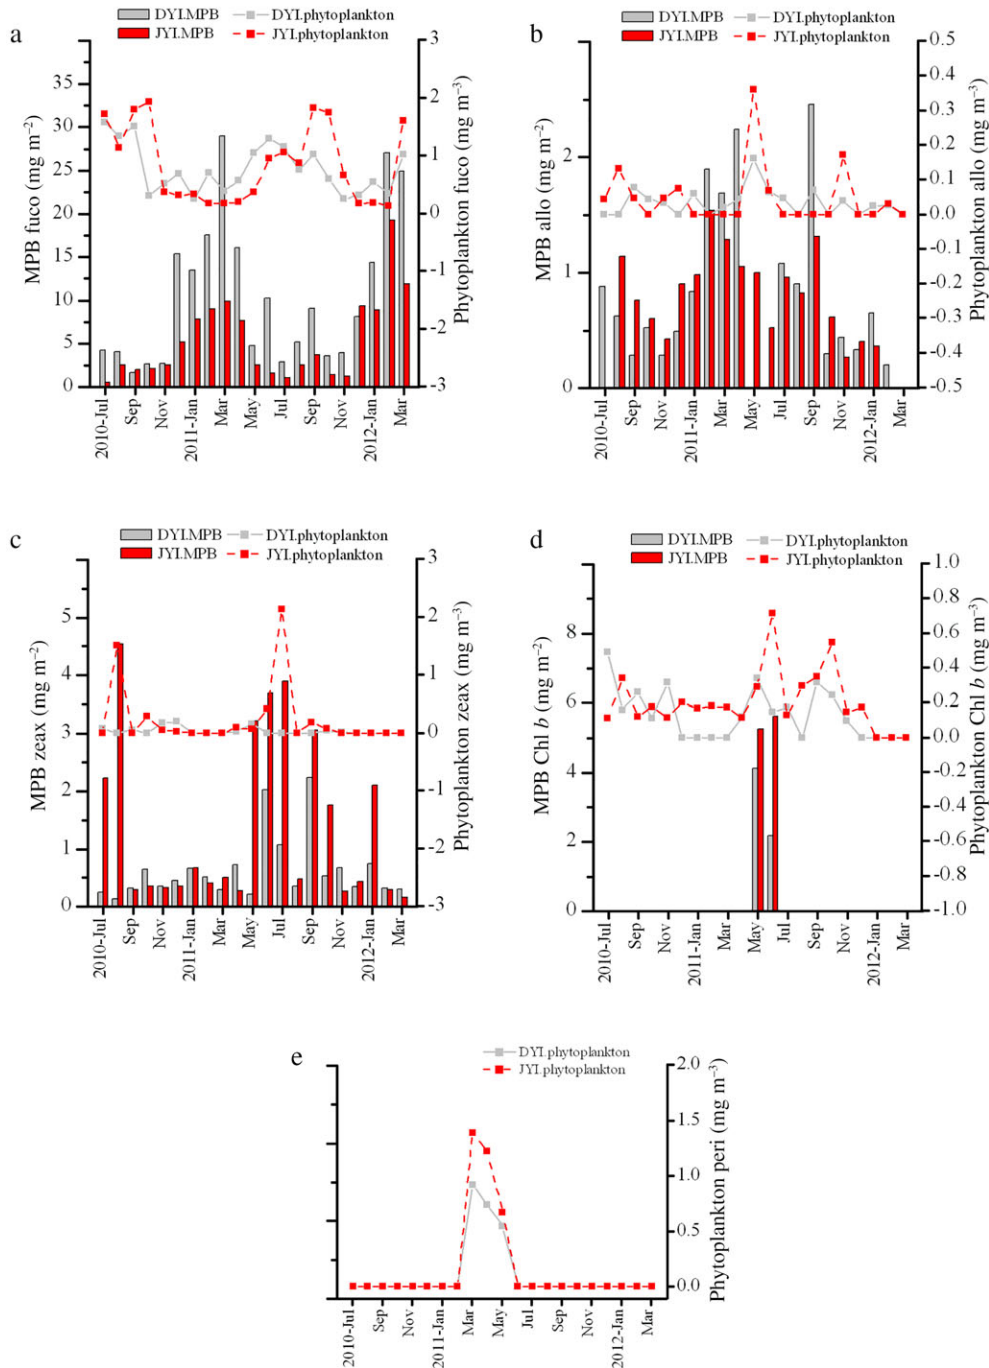 a
DYI.MPB
DYI.phytoplankton
JYI.MPB
JYI.phytoplankton
MPB fuco (mg m⁻²)
35
30
25
20
15
10
5
0
Phytoplankton fuco (mg m⁻³)
3
2
1
0
-1
-2
-3
2010-Jul
Sep
Nov
2011-Jan
Mar
May
Jul
Sep
Nov
2012-Jan
Mar
b
DYI.MPB
DYI.phytoplankton
JYI.MPB
JYI.phytoplankton
MPB allo (mg m⁻²)
2
1
0
Phytoplankton allo (mg m⁻³)
0.5
0.4
0.3
0.2
0.1
0.0
-0.1
-0.2
-0.3
-0.4
-0.5
2010-Jul
Sep
Nov
2011-Jan
Mar
May
Jul
Sep
Nov
2012-Jan
Mar
c
DYI.MPB
DYI.phytoplankton
JYI.MPB
JYI.phytoplankton
MPB zeax (mg m⁻²)
5
4
3
2
1
0
Phytoplankton zeax (mg m⁻³)
3
2
1
0
-1
-2
-3
2010-Jul
Sep
Nov
2011-Jan
Mar
May
Jul
Sep
Nov
2012-Jan
Mar
d
DYI.MPB
DYI.phytoplankton
JYI.MPB
JYI.phytoplankton
MPB Chl b (mg m⁻²)
8
6
4
2
0
Phytoplankton Chl b (mg m⁻³)
1.0
0.8
0.6
0.4
0.2
0.0
-0.2
-0.4
-0.6
-0.8
-1.0
2010-Jul
Sep
Nov
2011-Jan
Mar
May
Jul
Sep
Nov
2012-Jan
Mar
e
DYI.phytoplankton
JYI.phytoplankton
Phytoplankton peri (mg m⁻³)
2.0
1.5
1.0
0.5
0.0
2010-Jul
Sep
Nov
2011-Jan
Mar
May
Jul
Sep
Nov
2012-Jan
Mar